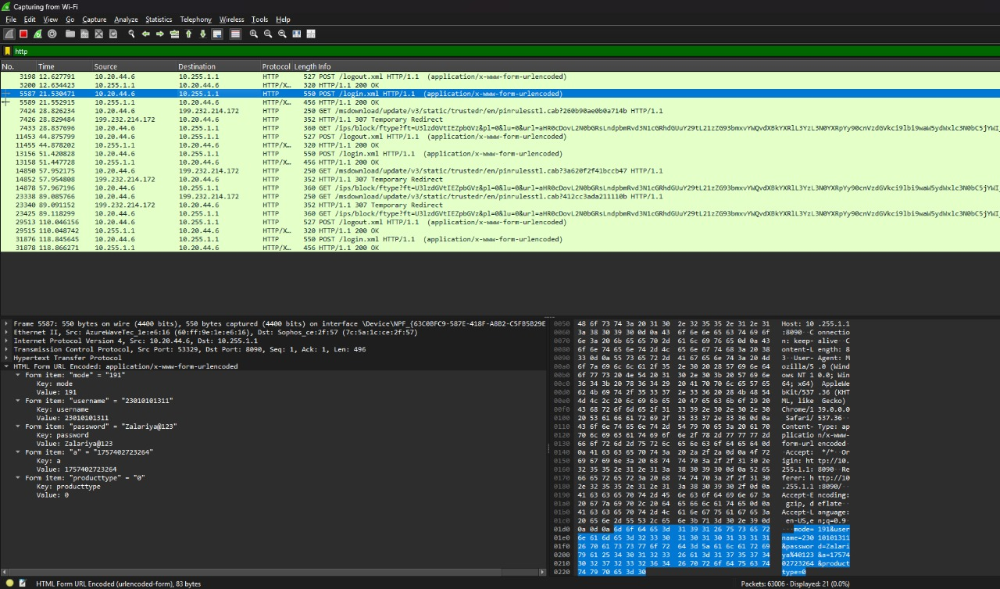 Capturing from Wi-Fi
File Edit View Go Capture Analyze Statistics Telephony Wireless Tools Help
http
No. Time Source Destination Protocol Length Info
3198 12.627791 10.20.44.6 10.255.1.1 HTTP 527 POST /logout.xml HTTP/1.1 (application/x-www-form-urlencoded)
3200 12.634423 10.255.1.1 10.20.44.6 HTTP/X… 320 HTTP/1.1 200 OK
5587 21.530471 10.20.44.6 10.255.1.1 HTTP 550 POST /login.xml HTTP/1.1 (application/x-www-form-urlencoded)
5589 21.552915 10.255.1.1 10.20.44.6 HTTP/X… 456 HTTP/1.1 200 OK
7424 28.826234 10.20.44.6 199.232.214.172 HTTP 250 GET /msdownload/update/v3/static/trustedr/en/pinrulesstl.cab?260b90ae0b0a714b HTTP/1.1
7426 28.829484 199.232.214.172 10.20.44.6 HTTP 352 HTTP/1.1 307 Temporary Redirect
7433 28.837696 10.20.44.6 10.255.1.1 HTTP 360 GET
11453 44.875799 10.20.44.6 10.255.1.1 HTTP 527 POST /logout.xml HTTP/1.1 (application/x-www-form-urlencoded)
11455 44.878202 10.255.1.1 10.20.44.6 HTTP/X… 320 HTTP/1.1 200 OK
13156 51.420828 10.20.44.6 10.255.1.1 HTTP 550 POST /login.xml HTTP/1.1 (application/x-www-form-urlencoded)
13158 51.447728 10.255.1.1 10.20.44.6 HTTP/X… 456 HTTP/1.1 200 OK
14850 57.952175 10.20.44.6 199.232.214.172 HTTP 250 GET /msdownload/update/v3/static/trustedr/en/pinrulesstl.cab?3a620f2f41bccb47 HTTP/1.1
14852 57.954808 199.232.214.172 10.20.44.6 HTTP 352 HTTP/1.1 307 Temporary Redirect
14878 57.967196 10.20.44.6 10.255.1.1 HTTP 360 GET
23338 89.085766 10.20.44.6 199.232.214.172 HTTP 250 GET /msdownload/update/v3/static/trustedr/en/pinrulesstl.cab?412cc3ada211110b HTTP/1.1
23340 89.091152 199.232.214.172 10.20.44.6 HTTP 352 HTTP/1.1 307 Temporary Redirect
23425 89.118299 10.20.44.6 10.255.1.1 HTTP 360 GET
29513 110.046156 10.20.44.6 10.255.1.1 HTTP 527 POST /logout.xml HTTP/1.1 (application/x-www-form-urlencoded)
29515 110.048742 10.255.1.1 10.20.44.6 HTTP/X… 320 HTTP/1.1 200 OK
31876 118.845645 10.20.44.6 10.255.1.1 HTTP 550 POST /login.xml HTTP/1.1 (application/x-www-form-urlencoded)
31878 118.866271 10.255.1.1 10.20.44.6 HTTP/X… 456 HTTP/1.1 200 OK
Frame 5587: 550 bytes on wire (4400 bits), 550 bytes captured (4400 bits) on interface \Device\NPF_{63C0BFC9-587E-418F-A8B2-C5FB5B29E
Ethernet II, Src: AzureWaveTec_1e:e6:16 (60:ff:9e:1e:e6:16), Dst: Sophos_ce:2f:57 (7c:5a:1c:ce:2f:57)
Internet Protocol Version 4, Src: 10.20.44.6, Dst: 10.255.1.1
Transmission Control Protocol, Src Port: 53329, Dst Port: 8090, Seq: 1, Ack: 1, Len: 496
Hypertext Transfer Protocol
HTML Form URL Encoded: application/x-www-form-urlencoded
Form item: "mode" = "191"
Key: mode
Value: 191
Form item: "username" = "23010101311"
Key: username
Value: 23010101311
Form item: "password" = "Zalariya@123"
Key: password
Value: Zalariya@123
Form item: "a" = "1757402723264"
Key: a
Value: 1757402723264
Form item: "producttype" = "0"
Key: producttype
Value: 0
0050 48 6f 73 74 3a 20 31 30 2e 32 35 35 2e 31 2e 31 Host: 10 .255.1.1
0060 3a 38 30 39 30 0d 0a 43 6f 6e 6e 65 63 74 69 6f :8090··C onnectio
0070 6e 3a 20 6b 65 65 70 2d 61 6c 69 76 65 0d 0a 43 n: keep- alive··C
0080 6f 6e 74 65 6e 74 2d 4c 65 6e 67 74 68 3a 20 38 ontent-L ength: 8
0090 33 0d 0a 55 73 65 72 2d 41 67 65 6e 74 3a 20 4d 3··User- Agent: M
00a0 6f 7a 69 6c 6c 61 2f 35 2e 30 20 28 57 69 6e 64 ozilla/5 .0 (Wind
00b0 6f 77 73 20 4e 54 20 31 30 2e 30 3b 20 57 69 6e ows NT 1 0.0; Win
00c0 36 34 3b 20 78 36 34 29 20 41 70 70 6c 65 57 65 64; x64) AppleWe
00d0 62 4b 69 74 2f 35 33 37 2e 33 36 20 28 4b 48 54 bKit/537 .36 (KHT
00e0 4d 4c 2c 20 6c 69 6b 65 20 47 65 63 6b 6f 29 20 ML, like Gecko)
00f0 43 68 72 6f 6d 65 2f 31 33 39 2e 30 2e 30 2e 30 Chrome/1 39.0.0.0
0100 20 53 61 66 61 72 69 2f 35 33 37 2e 33 36 0d 0a Safari/ 537.36··
0110 43 6f 6e 74 65 6e 74 2d 54 79 70 65 3a 20 61 70 Content- Type: ap
0120 70 6c 69 63 61 74 69 6f 6e 2f 78 2d 77 77 77 2d plicatio n/x-www-
0130 66 6f 72 6d 2d 75 72 6c 65 6e 63 6f 64 65 64 0d form-url encoded·
0140 0a 41 63 63 65 70 74 3a 20 2a 2f 2a 0d 0a 4f 72 ·Accept: */*··Or
0150 69 67 69 6e 3a 20 68 74 74 70 3a 2f 2f 31 30 2e igin: ht tp://10.
0160 32 35 35 2e 31 2e 31 3a 38 30 39 30 0d 0a 52 65 255.1.1: 8090··Re
0170 66 65 72 65 72 3a 20 68 74 74 70 3a 2f 2f 31 30 ferer: h ttp://10
0180 2e 32 35 35 2e 31 2e 31 3a 38 30 39 30 2f 0d 0a .255.1.1 :8090/··
0190 41 63 63 65 70 74 2d 45 6e 63 6f 64 69 6e 67 3a Accept-E ncoding:
01a0 20 67 7a 69 70 2c 20 64 65 66 6c 61 74 65 0d 0a gzip, d eflate··
01b0 41 63 63 65 70 74 2d 4c 61 6e 67 75 61 67 65 3a Accept-L anguage:
01c0 20 65 6e 2d 55 53 2c 65 6e 3b 71 3d 30 2e 39 0d en-US,e n;q=0.9·
01d0 0a 0d 0a 6d 6f 64 65 3d 31 39 31 26 75 73 65 72 ···mode= 191&user
01e0 6e 61 6d 65 3d 32 33 30 31 30 31 30 31 33 31 31 name=230 10101311
01f0 26 70 61 73 73 77 6f 72 64 3d 5a 61 6c 61 72 69 &passwor d=Zalari
0200 79 61 25 34 30 31 32 33 26 61 3d 31 37 35 37 34 ya%40123 &a=17574
0210 30 32 37 32 33 32 36 34 26 70 72 6f 64 75 63 74 02723264 &product
0220 74 79 70 65 3d 30 type=0
HTML Form URL Encoded (urlencoded-form), 83 bytes
Packets: 63006 · Displayed: 21 (0.0%)